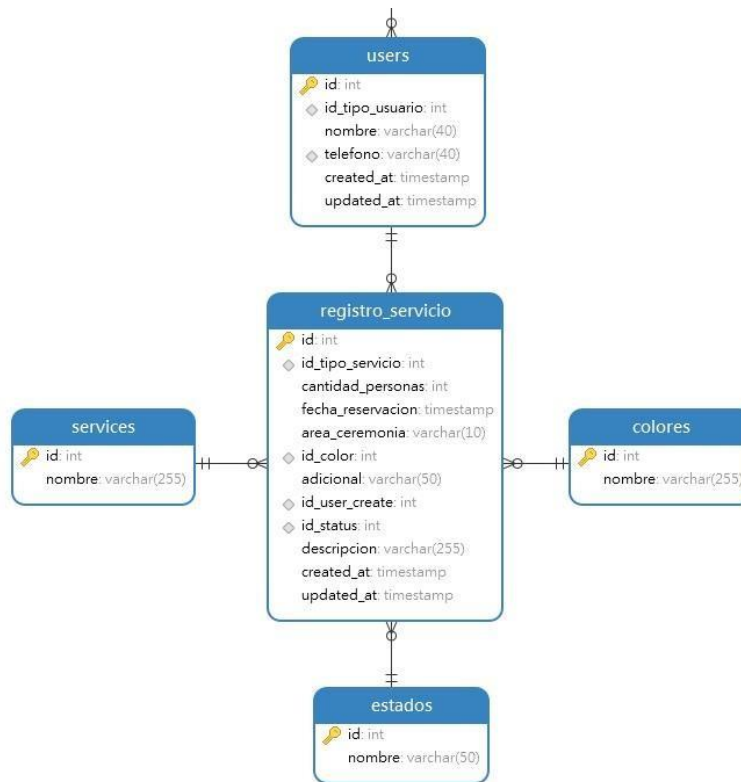 users
id: int
id_tipo_usuario: int
nombre: varchar(40)
telefono: varchar(40)
created_at: timestamp
updated_at: timestamp
registro_servicio
id: int
id_tipo_servicio: int
cantidad_personas: int
fecha_reservacion: timestamp
area_ceremonia: varchar(10)
id_color: int
adicional: varchar(50)
id_user_create: int
id_status: int
descripcion: varchar(255)
created_at: timestamp
updated_at: timestamp
services
id: int
nombre: varchar(255)
colores
id: int
nombre: varchar(255)
estados
id: int
nombre: varchar(50)